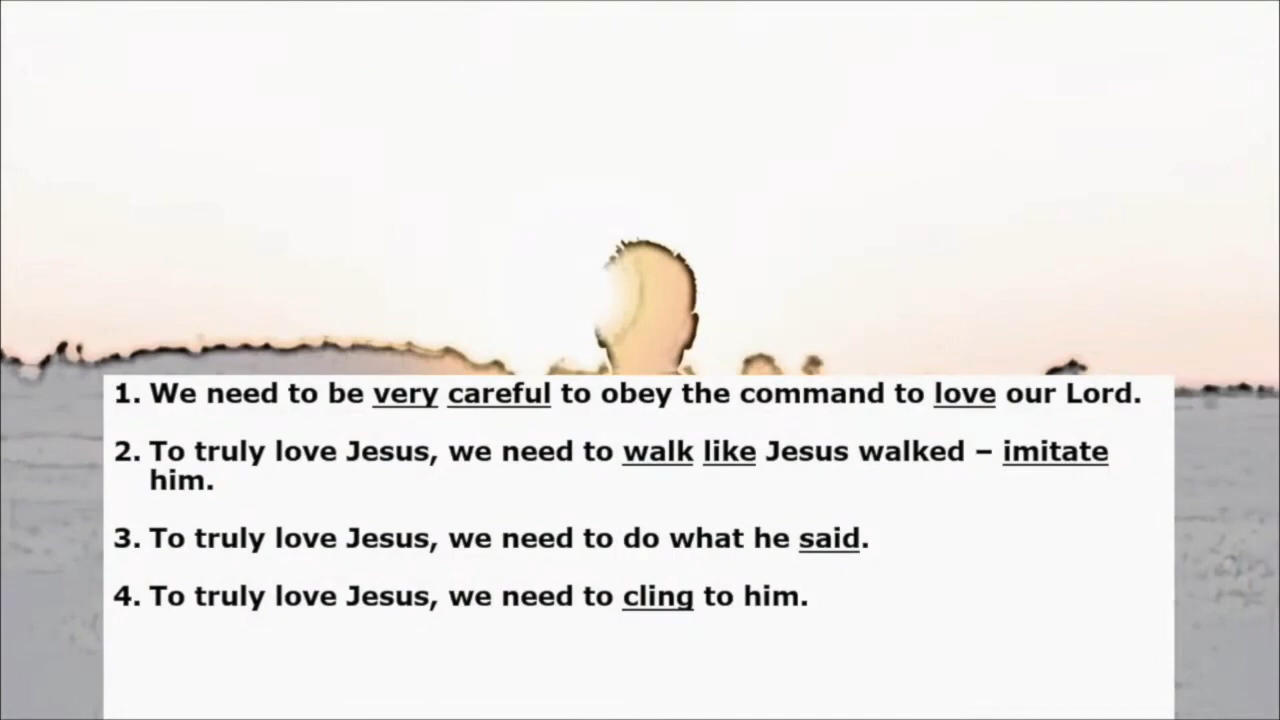 1. We need to be very careful to obey the command to love our Lord.
2. To truly love Jesus, we need to walk like Jesus walked – imitate
him.
3. To truly love Jesus, we need to do what he said.
4. To truly love Jesus, we need to cling to him.